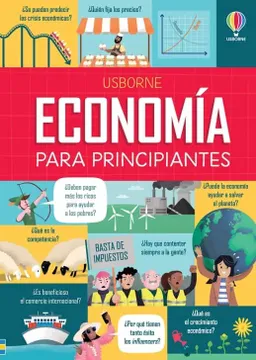 ¿Se pueden predecir
las crisis económicas?
¿Quién fija los precios?
USBORNE
USBORNE
ECONOMÍA
PARA PRINCIPIANTES
¿Deben pagar
más los ricos
para ayudar
a los pobres?
¿Puede la economía
ayudar a salvar
el planeta?
¿Qué es la
competencia?
BASTA DE
IMPUESTOS
¿Hay que contentar
siempre a la gente?
¿Es beneficioso
el comercio internacional?
¿Por qué tienen
tanto éxito
los influencers?
¿Qué es el
crecimiento
económico?